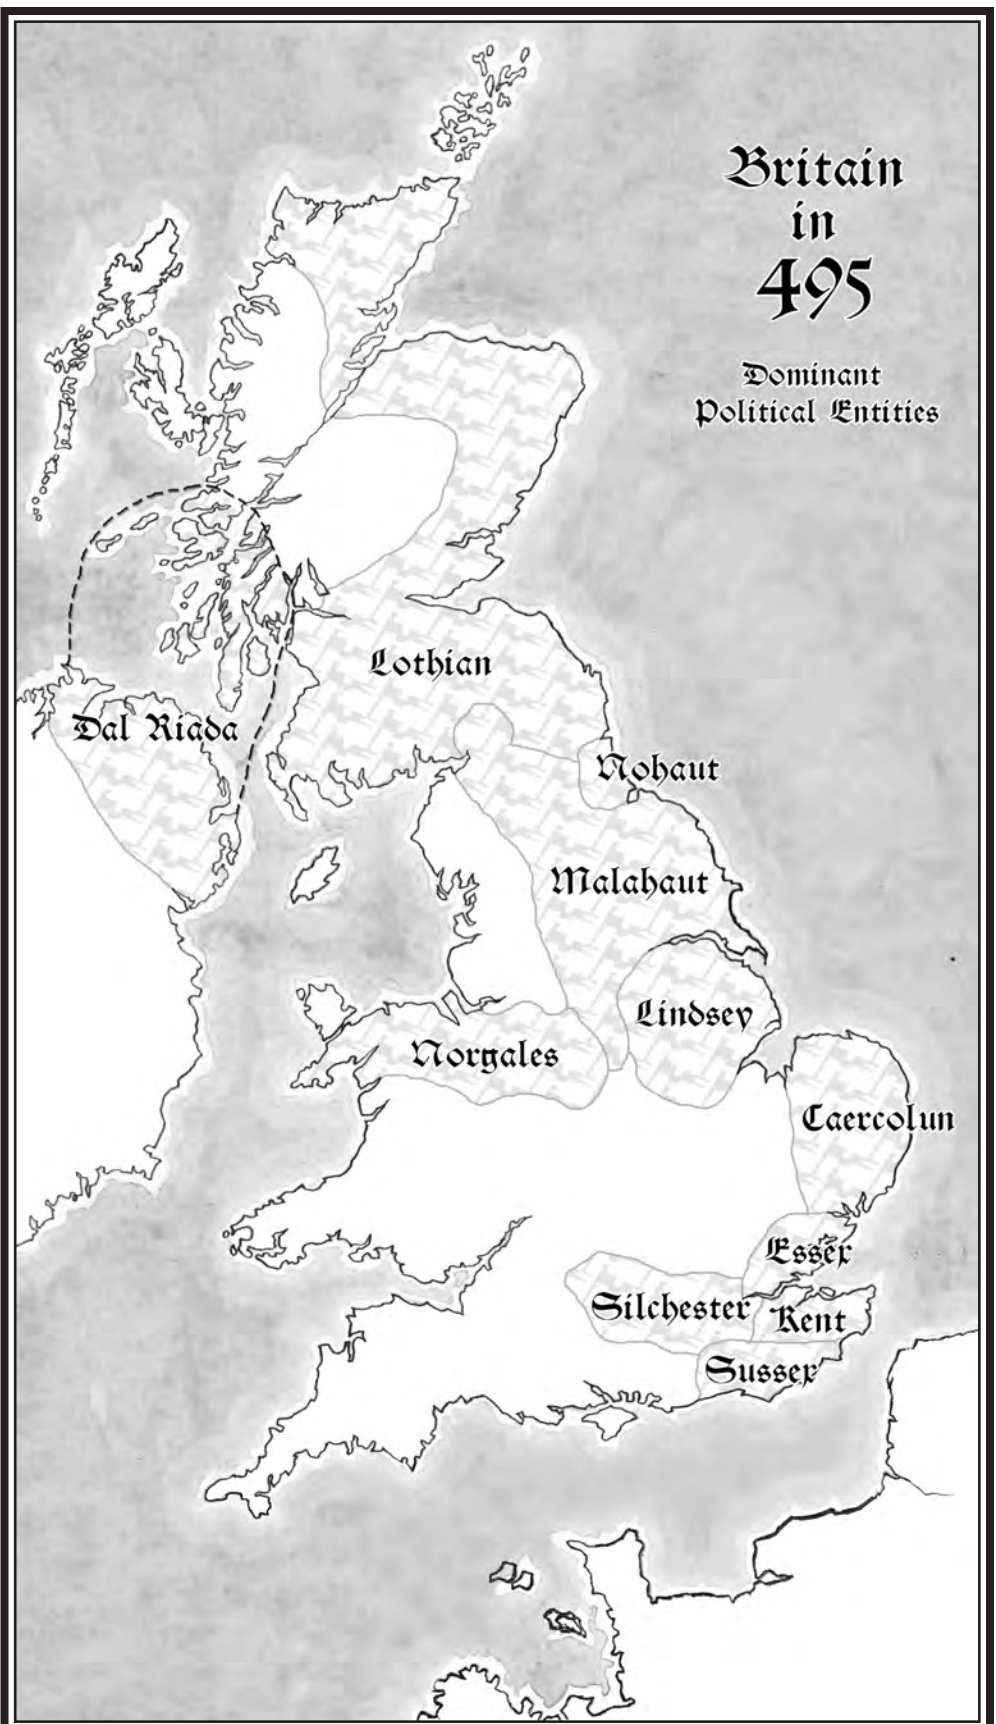 Britain
in
495
Dominant
Political Entities
Lothian
Dal Riada
Nohaut
Malahaut
Lindsey
Norgales
Caercolun
Essex
Silchester
Kent
Sussex